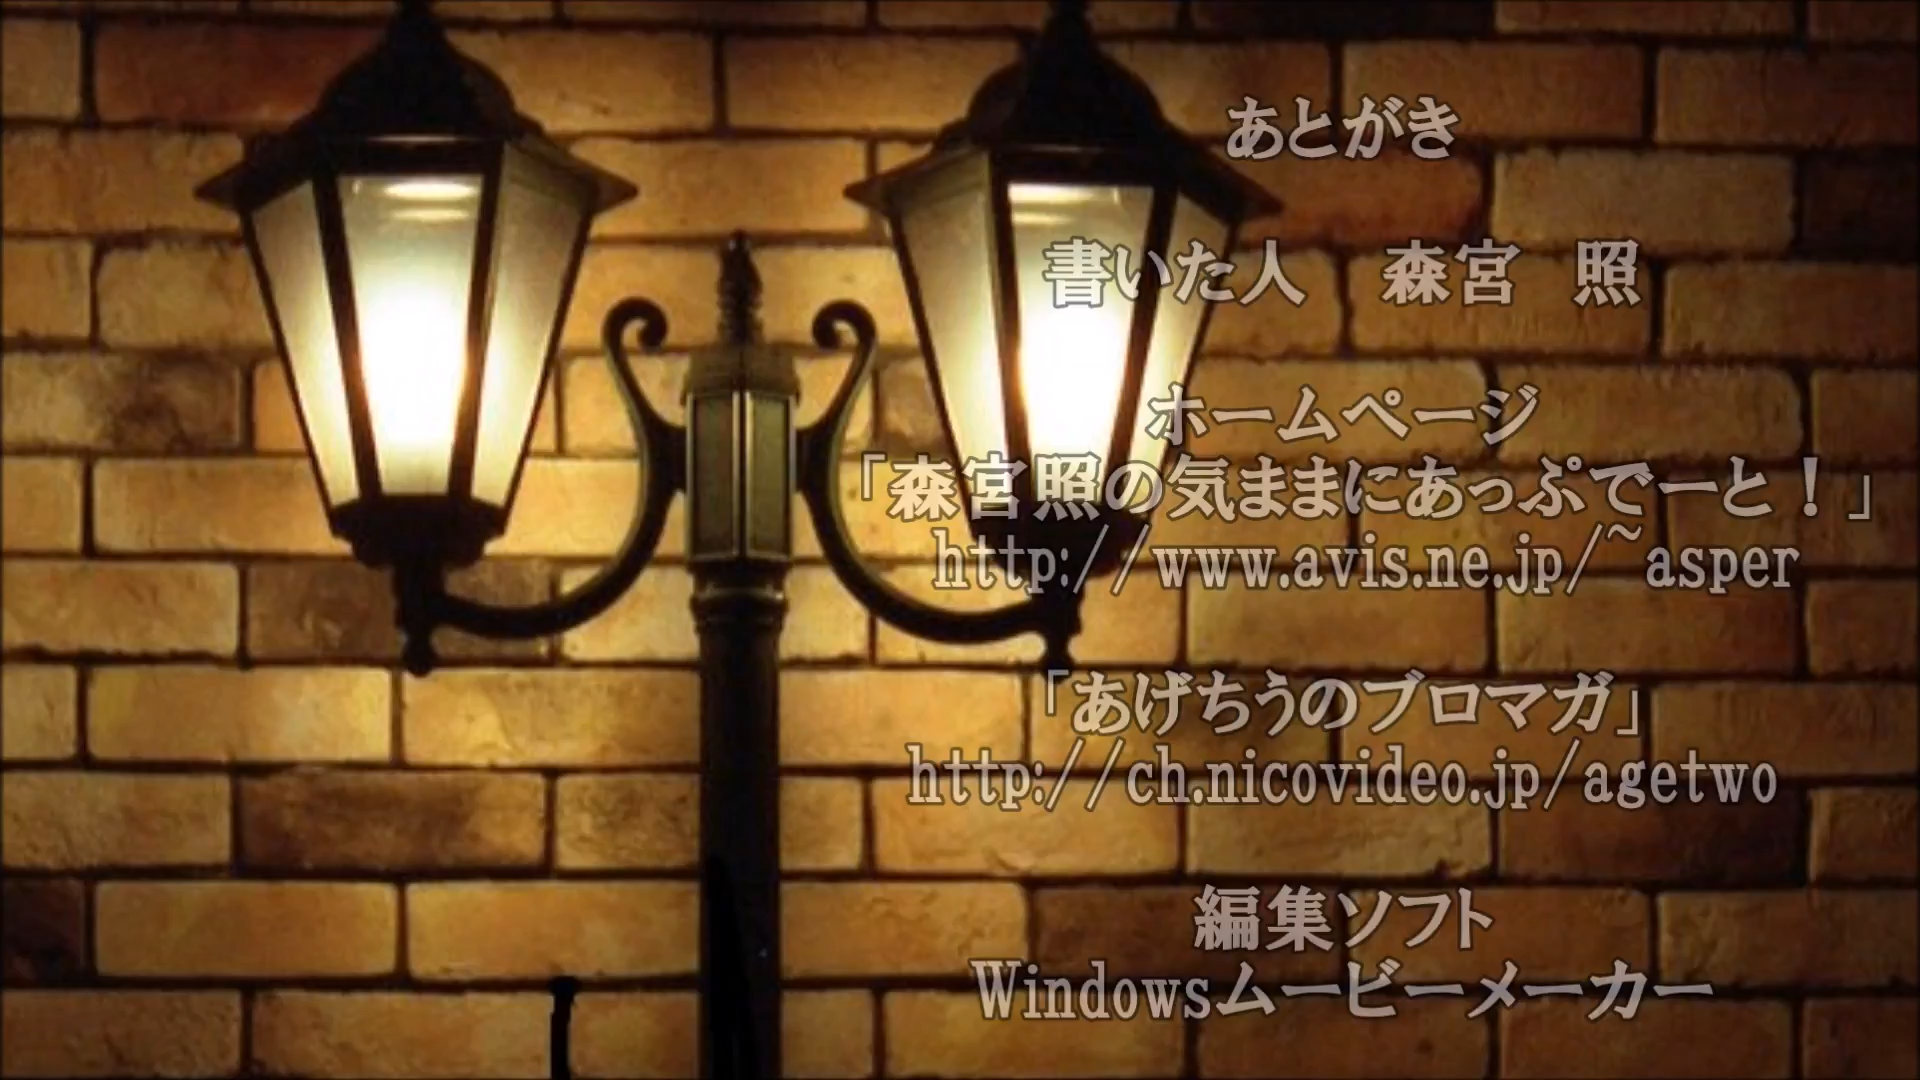 あとがき
書いた人　森宮　照
ホームページ
「森宮照の気ままにあっぷでーと！」
http://www.avis.ne.jp/~asper
「あげちうのブロマガ」
http://ch.nicovideo.jp/agetwo
編集ソフト
Windowsムービーメーカー